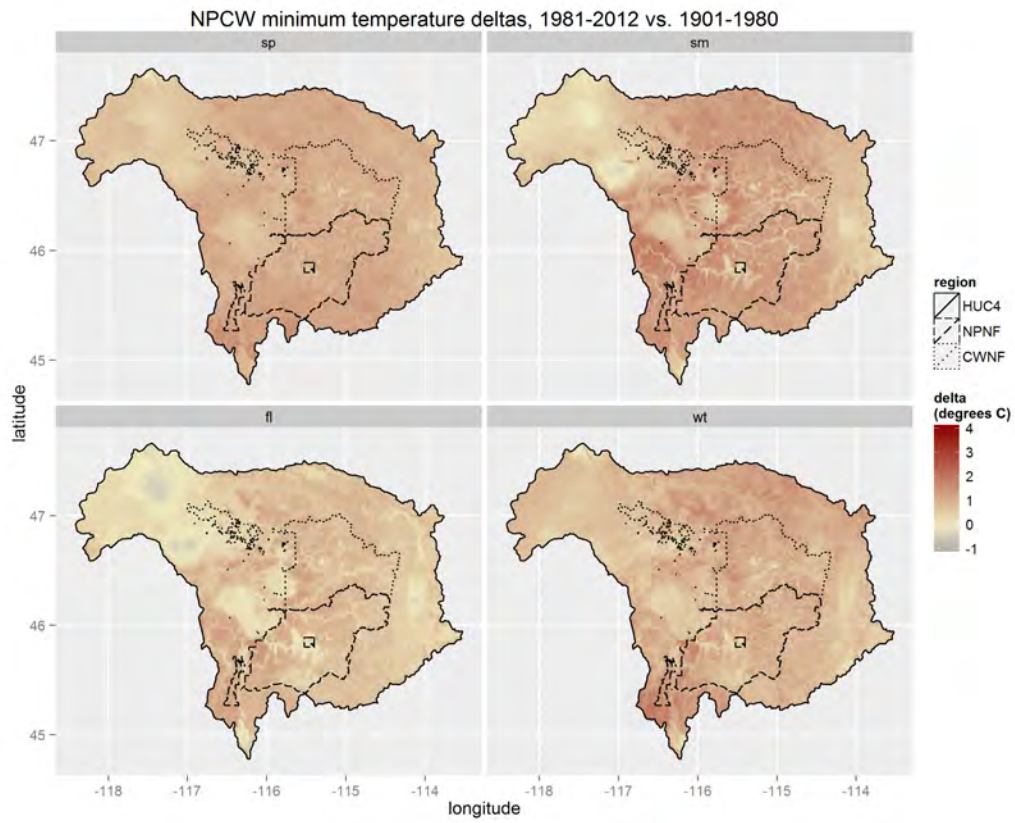 NPCW minimum temperature deltas, 1981-2012 vs. 1901-1980
sp
sm
47
46
45
fl
wt
47
46
45
latitude
-118
-117
-116
-115
-114
-118
-117
-116
-115
-114
longitude
region
HUC4
NPNF
CWNF
delta
(degrees C)
4
3
2
1
0
-1